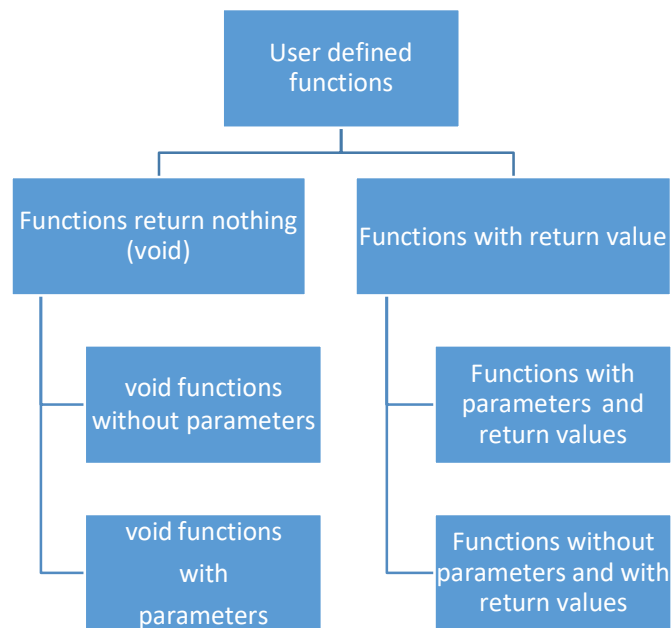 User defined
functions
Functions return nothing
(void)
Functions with return value
void functions
without parameters
Functions with
parameters and
return values
void functions
with
parameters
Functions without
parameters and with
return values